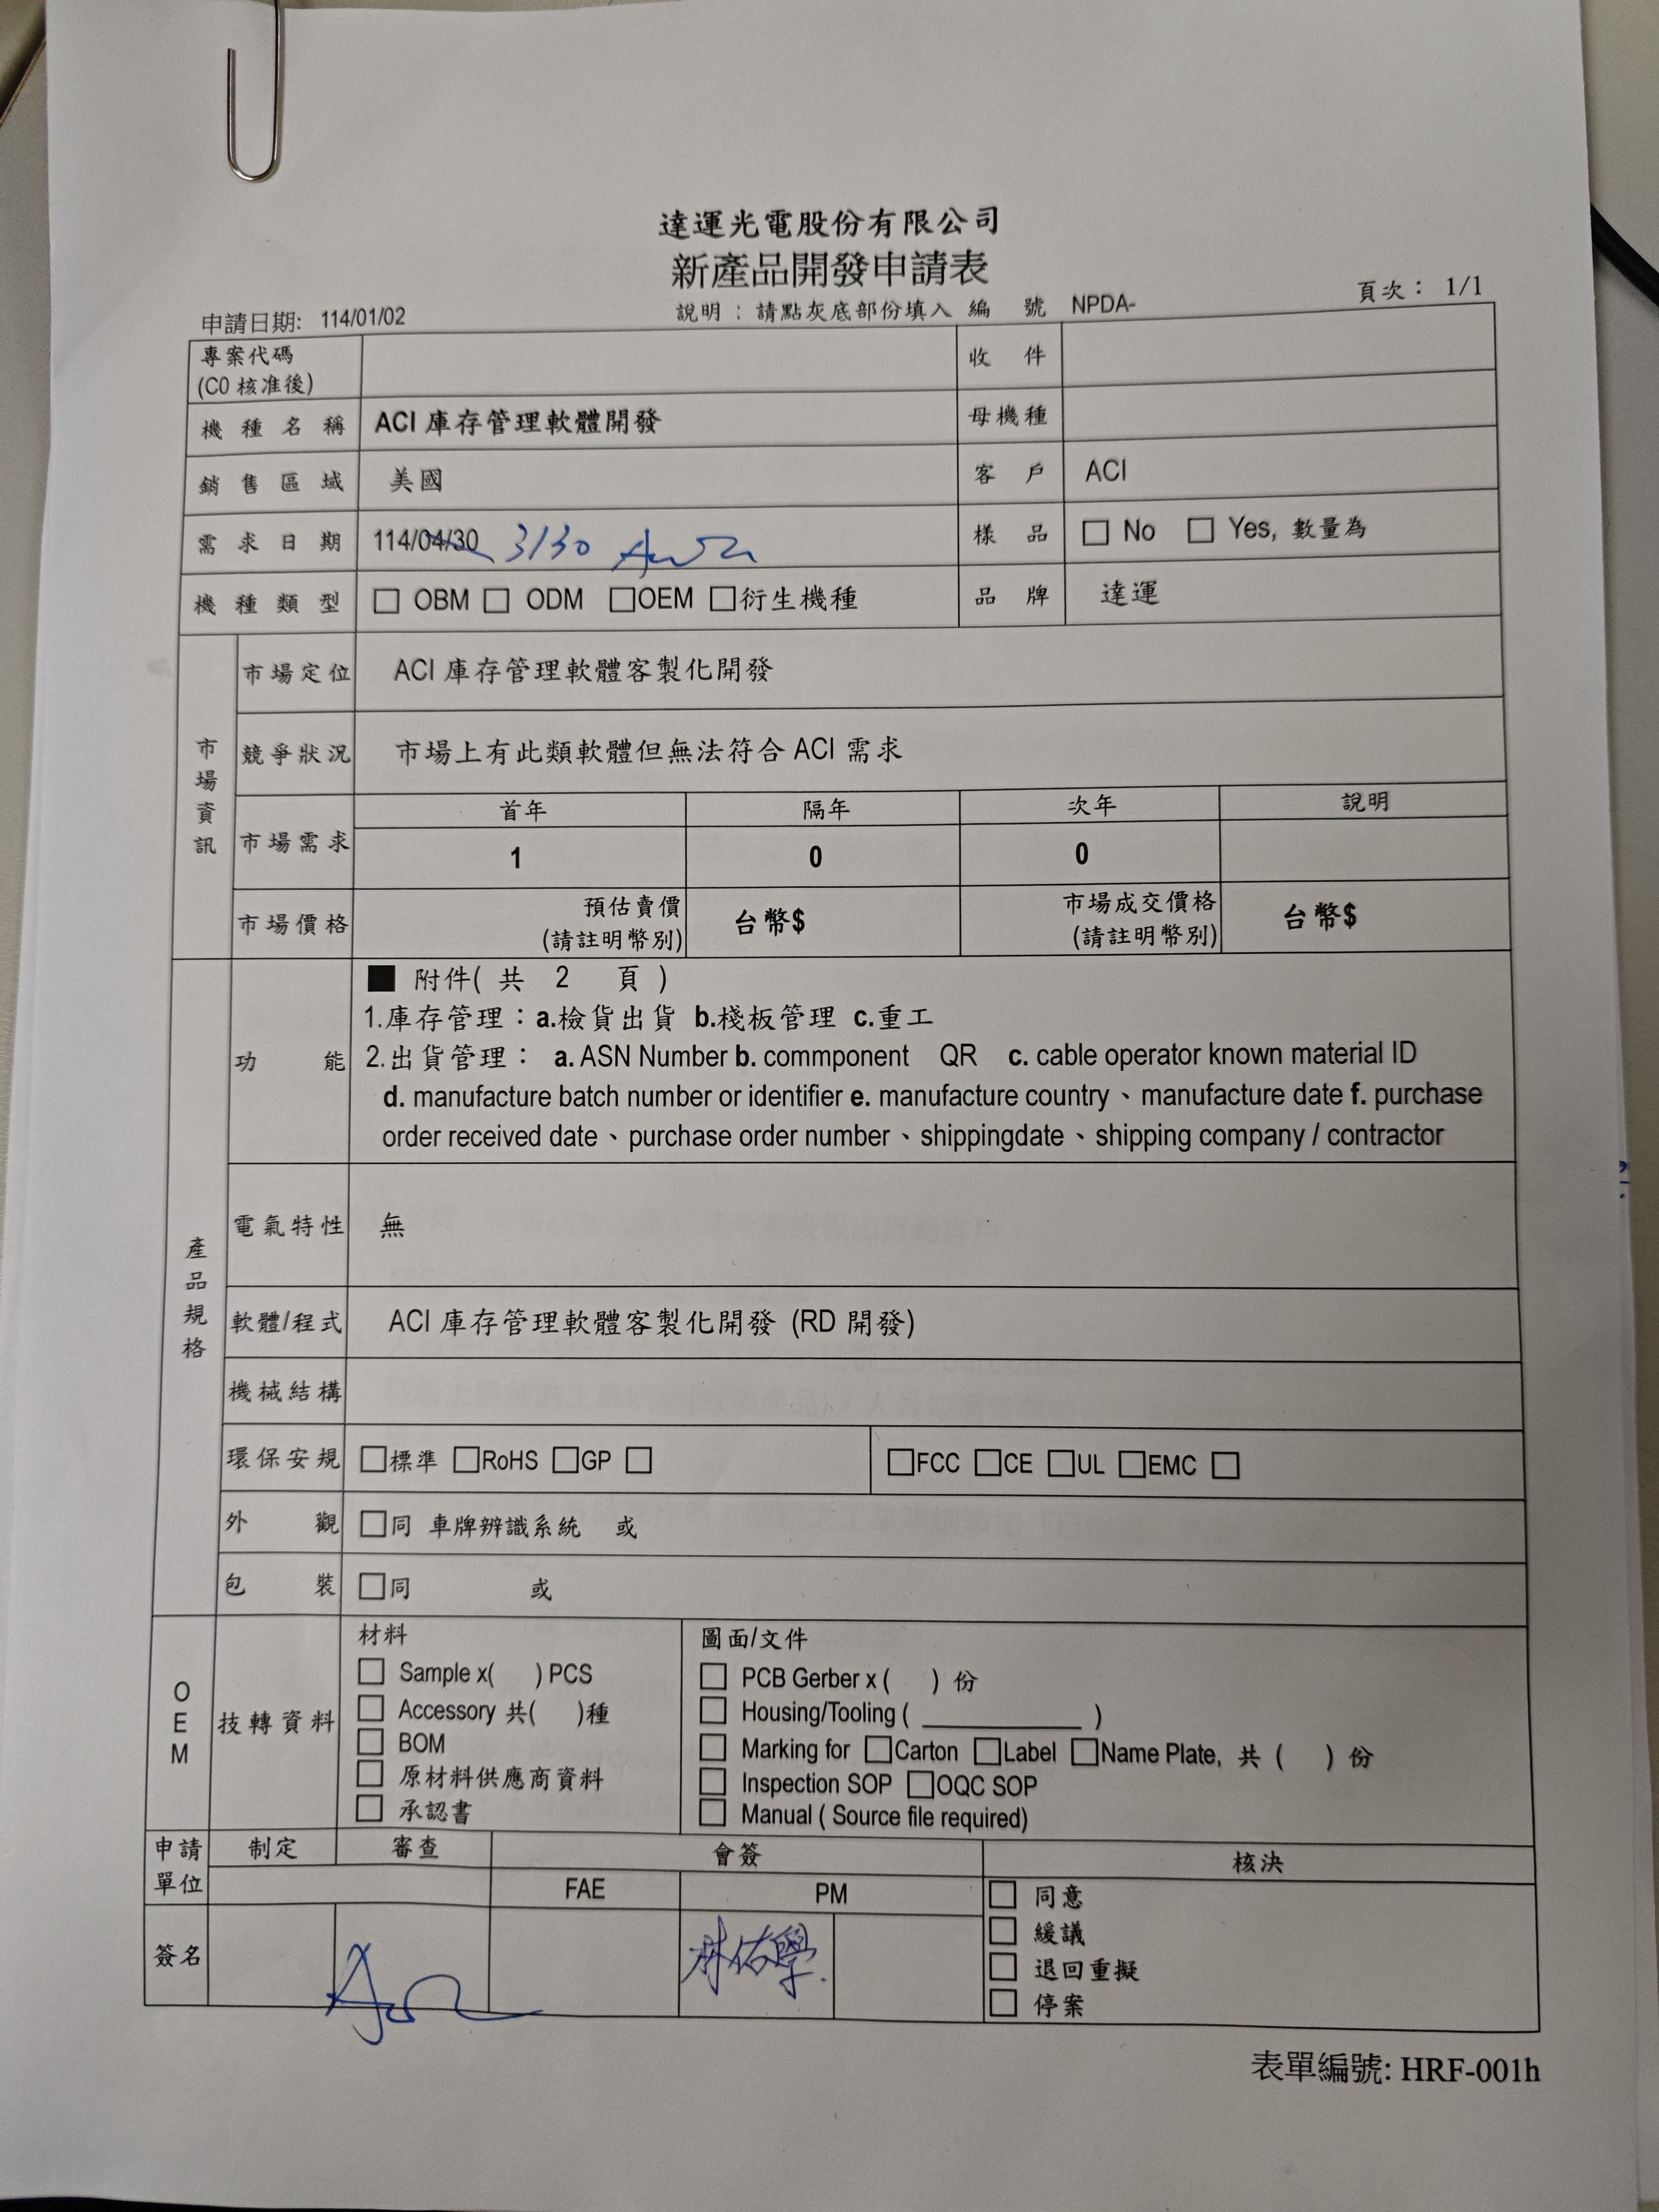 達運光電股份有限公司
新產品開發申請表
申請日期: 114/01/02 說明：請點灰底部份填入 編 號 NPDA- 頁次： 1/1
專案代碼 (C0 核准後) 收 件
機種名稱 ACI 庫存管理軟體開發 母機種
銷售區域 美國 客 戶 ACI
需求日期 114/04/30 3/30 樣 品 □ No □ Yes, 數量為
機種類型 □ OBM □ ODM □OEM □衍生機種 品 牌 達運
市場資訊
市場定位 ACI 庫存管理軟體客製化開發
競爭狀況 市場上有此類軟體但無法符合 ACI 需求
市場需求 首年 隔年 次年 說明
1 0 0
市場價格 預估賣價 (請註明幣別) 台幣$ 市場成交價格 (請註明幣別) 台幣$
產品規格
功 能 ■ 附件( 共 2 頁 )
1.庫存管理：a.檢貨出貨 b.棧板管理 c.重工
2.出貨管理： a. ASN Number b. commponent QR c. cable operator known material ID
d. manufacture batch number or identifier e. manufacture country、manufacture date f. purchase
order received date、purchase order number、shippingdate、shipping company / contractor
電氣特性 無
軟體/程式 ACI 庫存管理軟體客製化開發 (RD 開發)
機械結構
環保安規 □標準 □RoHS □GP □ □FCC □CE □UL □EMC □
外 觀 □同 車牌辨識系統 或
包 裝 □同 或
OEM
技轉資料
材料
□ Sample x( ) PCS
□ Accessory 共( )種
□ BOM
□ 原材料供應商資料
□ 承認書
圖面/文件
□ PCB Gerber x ( ) 份
□ Housing/Tooling ( ____________ )
□ Marking for □Carton □Label □Name Plate, 共 ( ) 份
□ Inspection SOP □OQC SOP
□ Manual ( Source file required)
申請單位 制定 審查 會簽 核決
FAE PM
□ 同意
□ 緩議
□ 退回重擬
□ 停案
簽名 林佑學
表單編號: HRF-001h